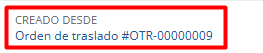 CREADO DESDE
Orden de traslado #OTR-00000009